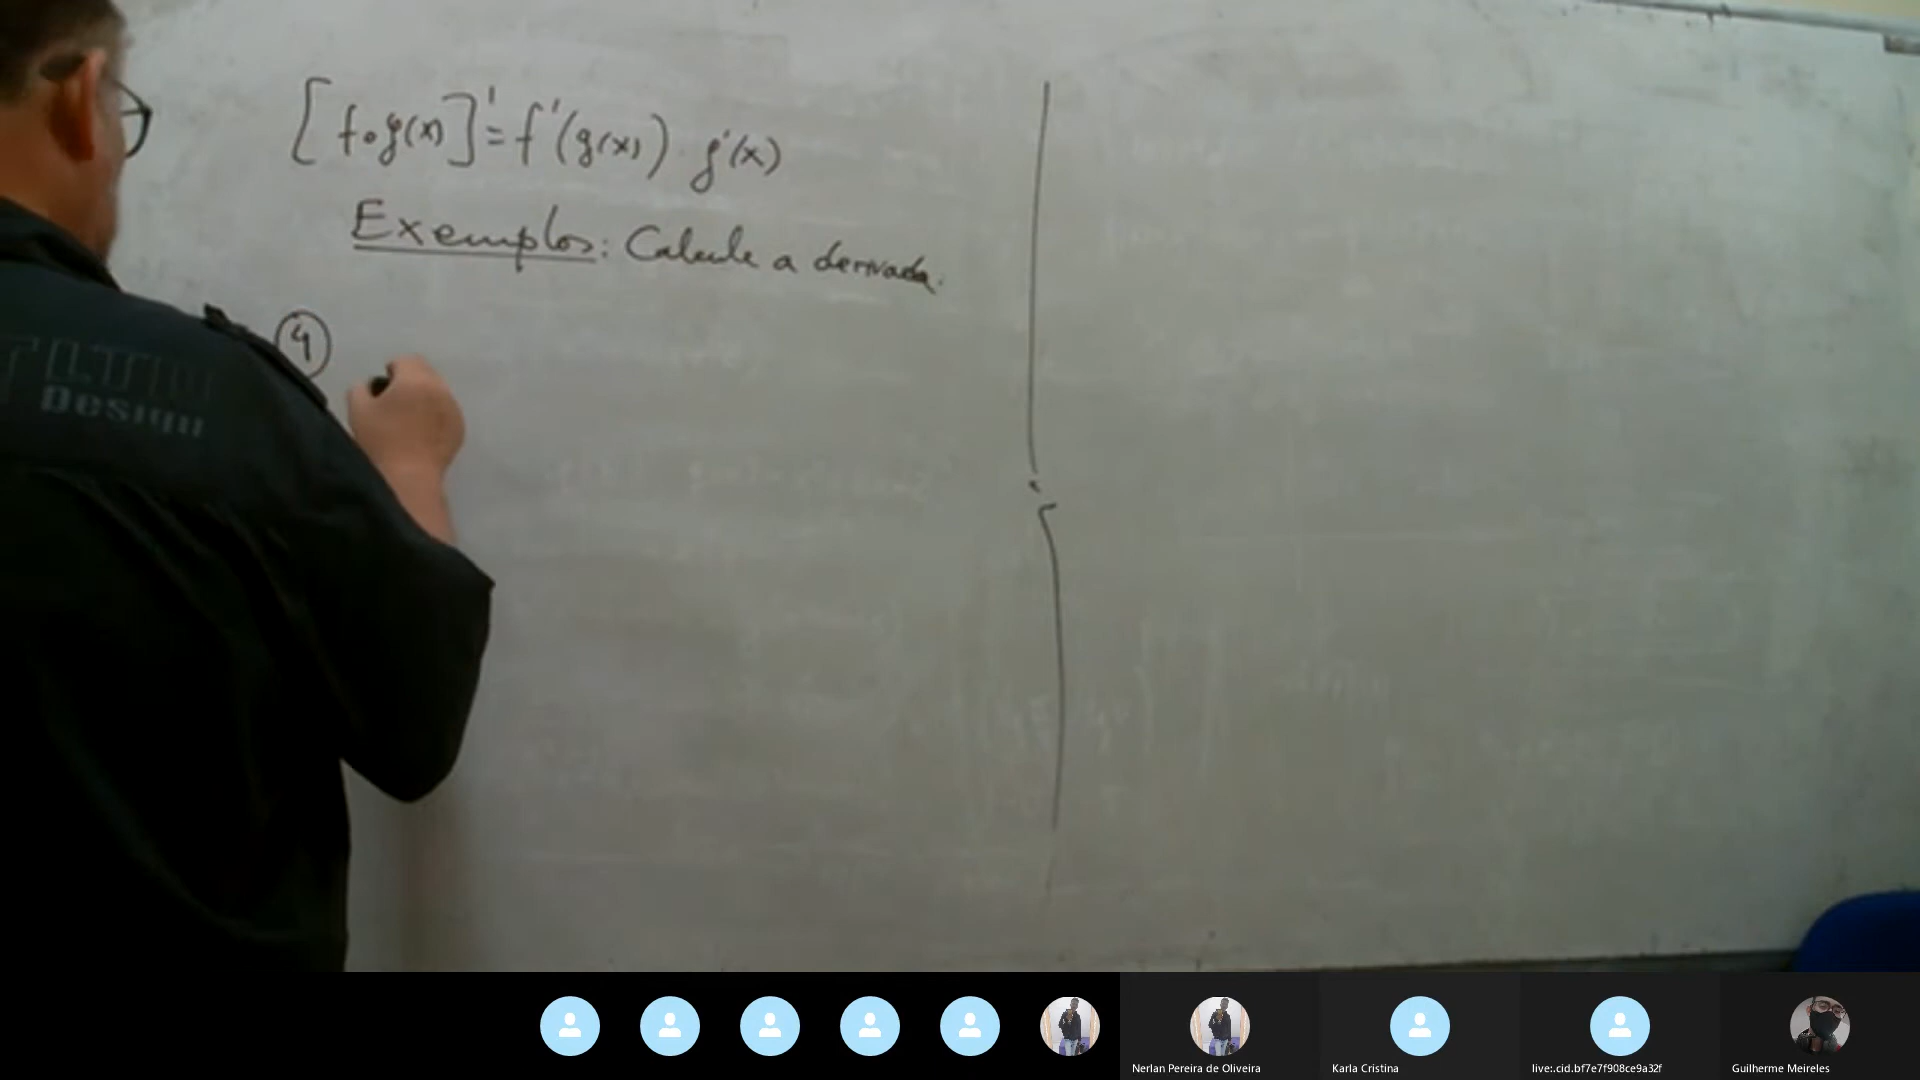 [f∘g(x)]' = f'(g(x)) · g'(x)
Exemplos: Calcule a derivada.
4
Design
Nerlan Pereira de Oliveira
Karla Cristina
live:.cid.bf7e7f908ce9a32f
Guilherme Meireles